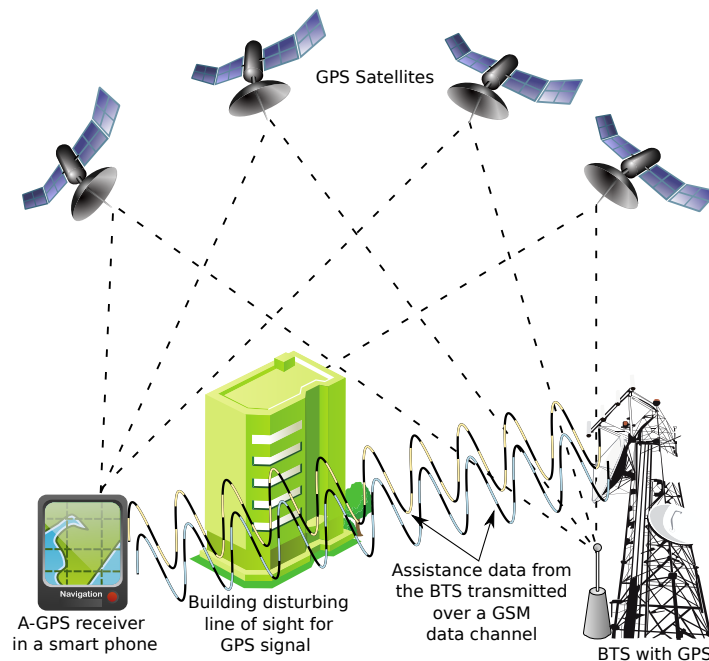 GPS Satellites
Navigation
A-GPS receiver
in a smart phone
Building disturbing
line of sight for
GPS signal
Assistance data from
the BTS transmitted
over a GSM
data channel
BTS with GPS